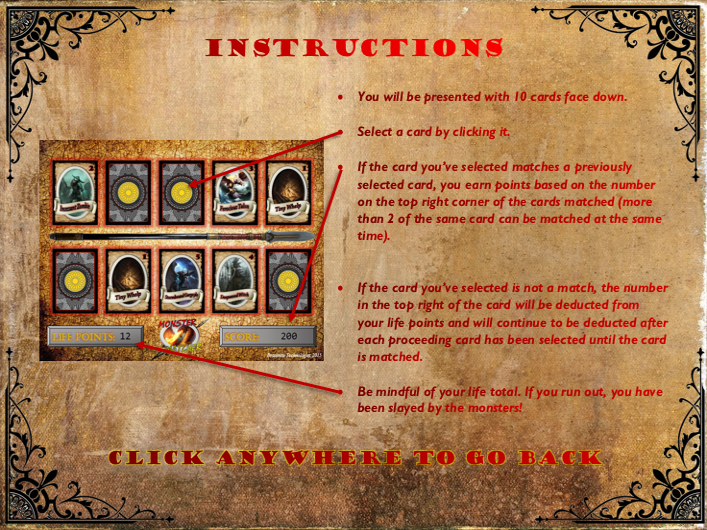 INSTRUCTIONS
• You will be presented with 10 cards face down.
• Select a card by clicking it.
• If the card you've selected matches a previously
selected card, you earn points based on the number
on the top right corner of the cards matched (more
than 2 of the same card can be matched at the same
time).
• If the card you've selected is not a match, the number
in the top right of the card will be deducted from
your life points and will continue to be deducted after
each proceeding card has been selected until the card
is matched.
• Be mindful of your life total. If you run out, you have
been slayed by the monsters!
Tiny Whelp
Tiny Whelp
LIFE POINTS: 12
MONSTER
SCORE: 200
CLICK ANYWHERE TO GO BACK